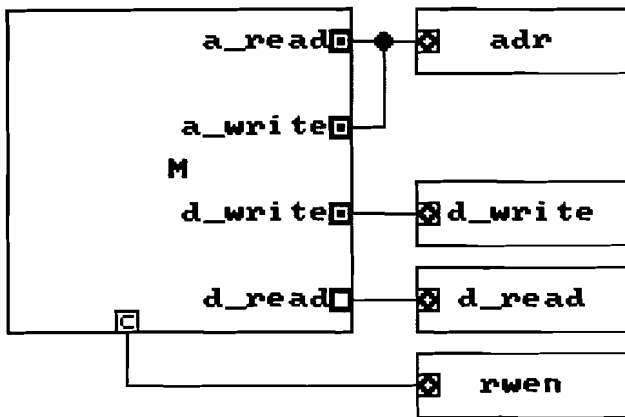 a_read adr
a_write
M
d_write d_write
d_read d_read
C
rwen